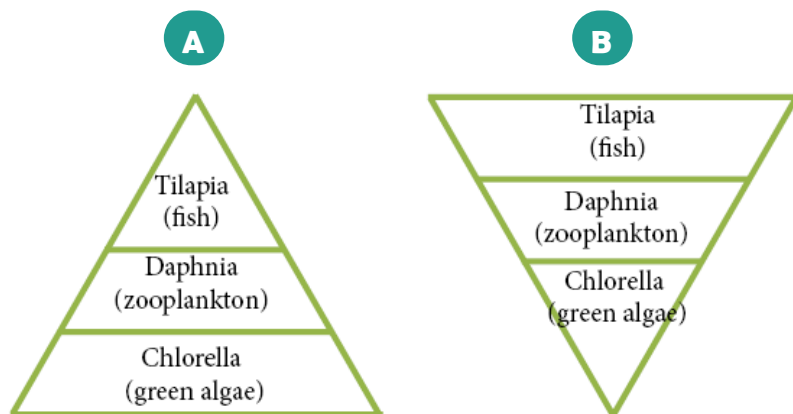 A
Tilapia
(fish)
Daphnia
(zooplankton)
Chlorella
(green algae)
B
Tilapia
(fish)
Daphnia
(zooplankton)
Chlorella
(green algae)